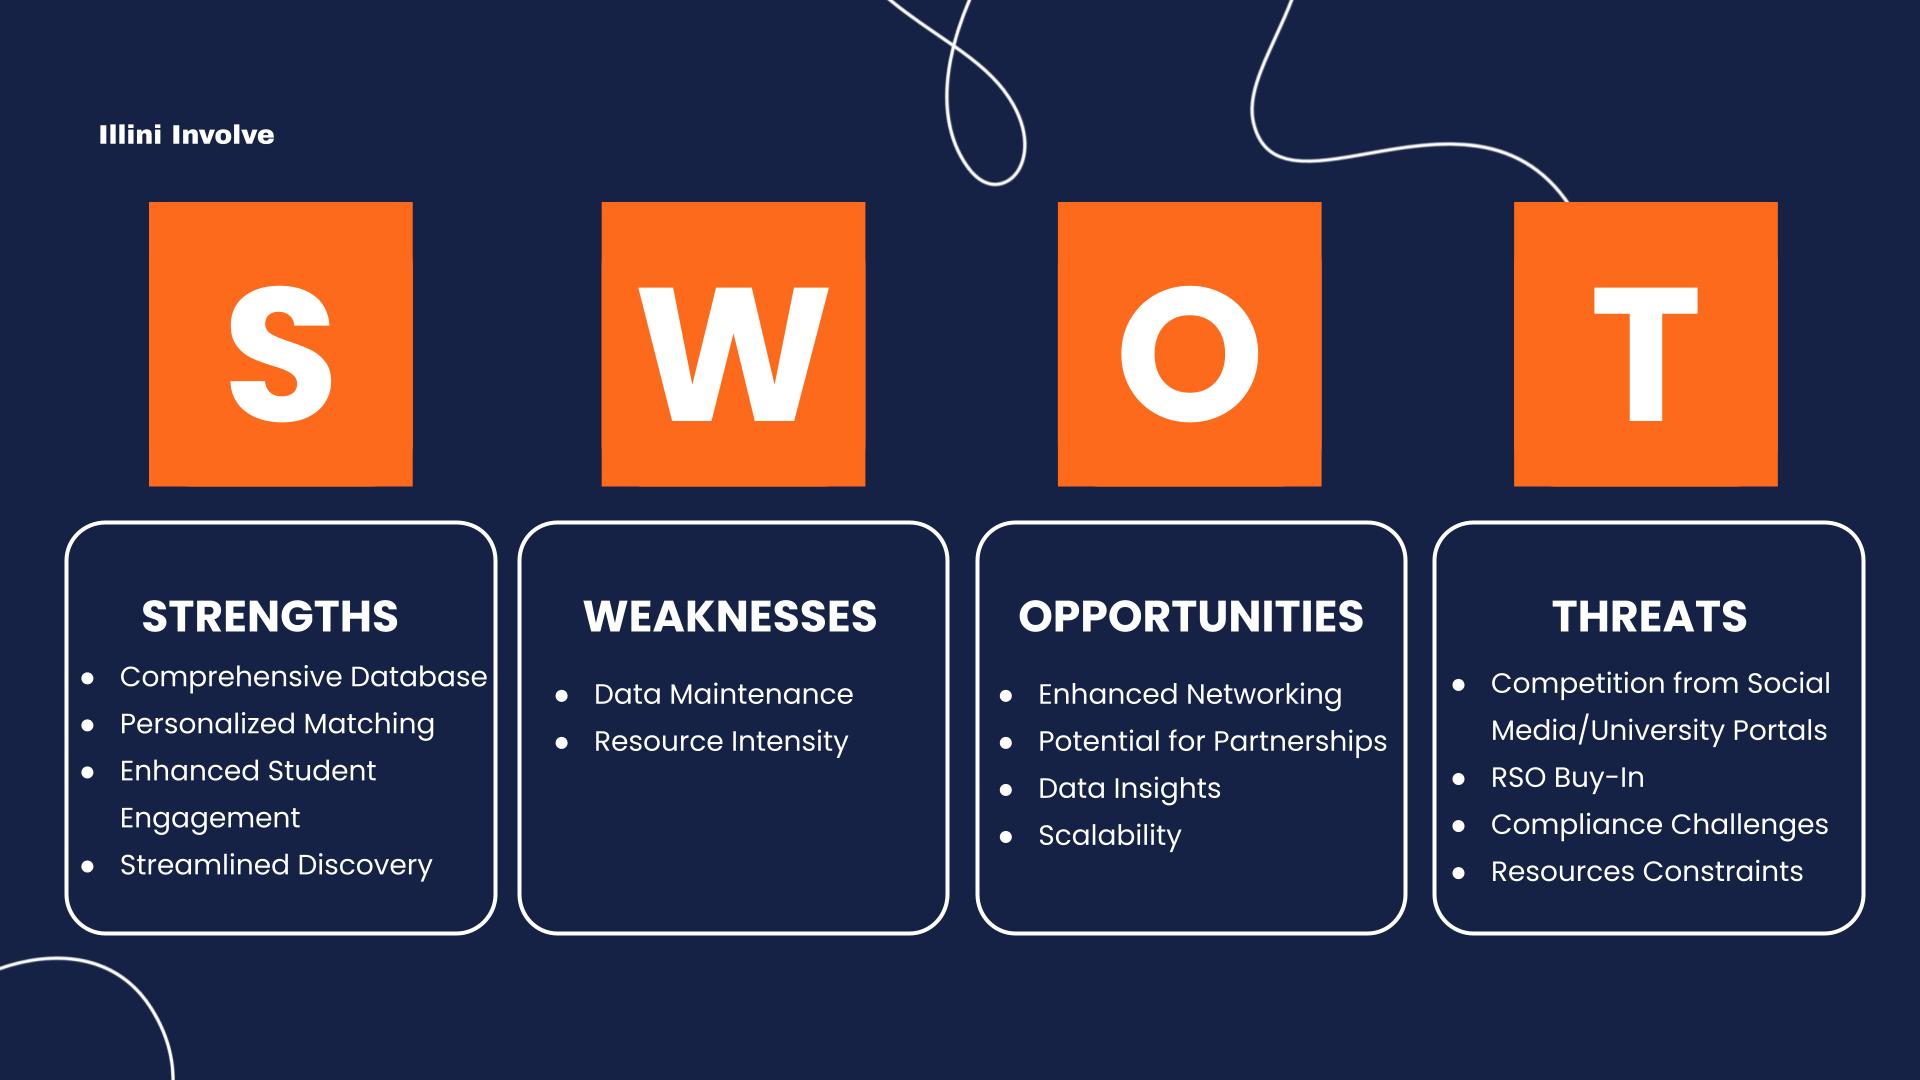 Illini Involve
S
W
O
T
STRENGTHS
● Comprehensive Database
● Personalized Matching
● Enhanced Student
Engagement
● Streamlined Discovery
WEAKNESSES
● Data Maintenance
● Resource Intensity
OPPORTUNITIES
● Enhanced Networking
● Potential for Partnerships
● Data Insights
● Scalability
THREATS
● Competition from Social
Media/University Portals
● RSO Buy-In
● Compliance Challenges
● Resources Constraints